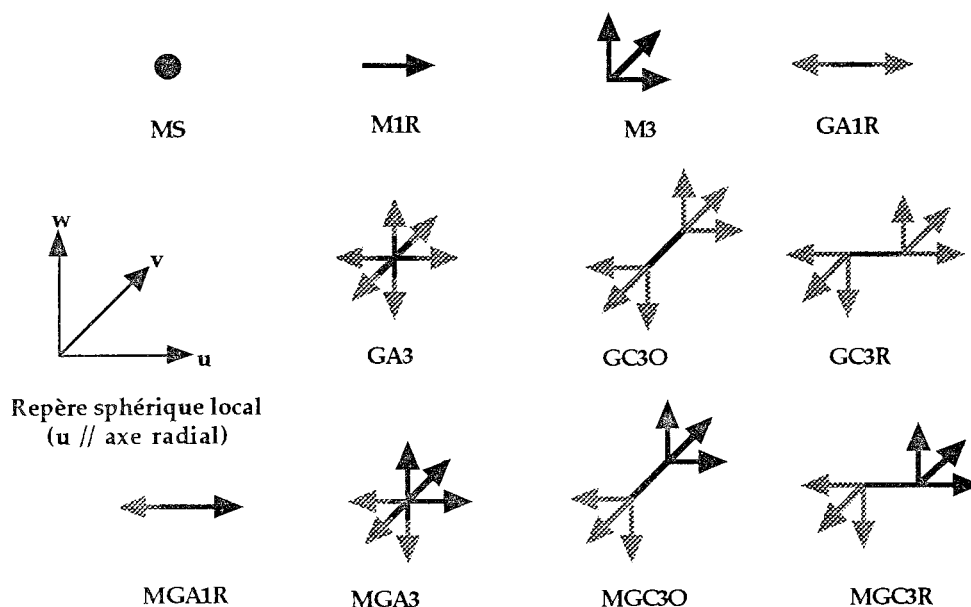 MS
M1R
M3
GA1R
w
v
u
GA3
GC3O
GC3R
Repère sphérique local
(u // axe radial)
MGA1R
MGA3
MGC3O
MGC3R